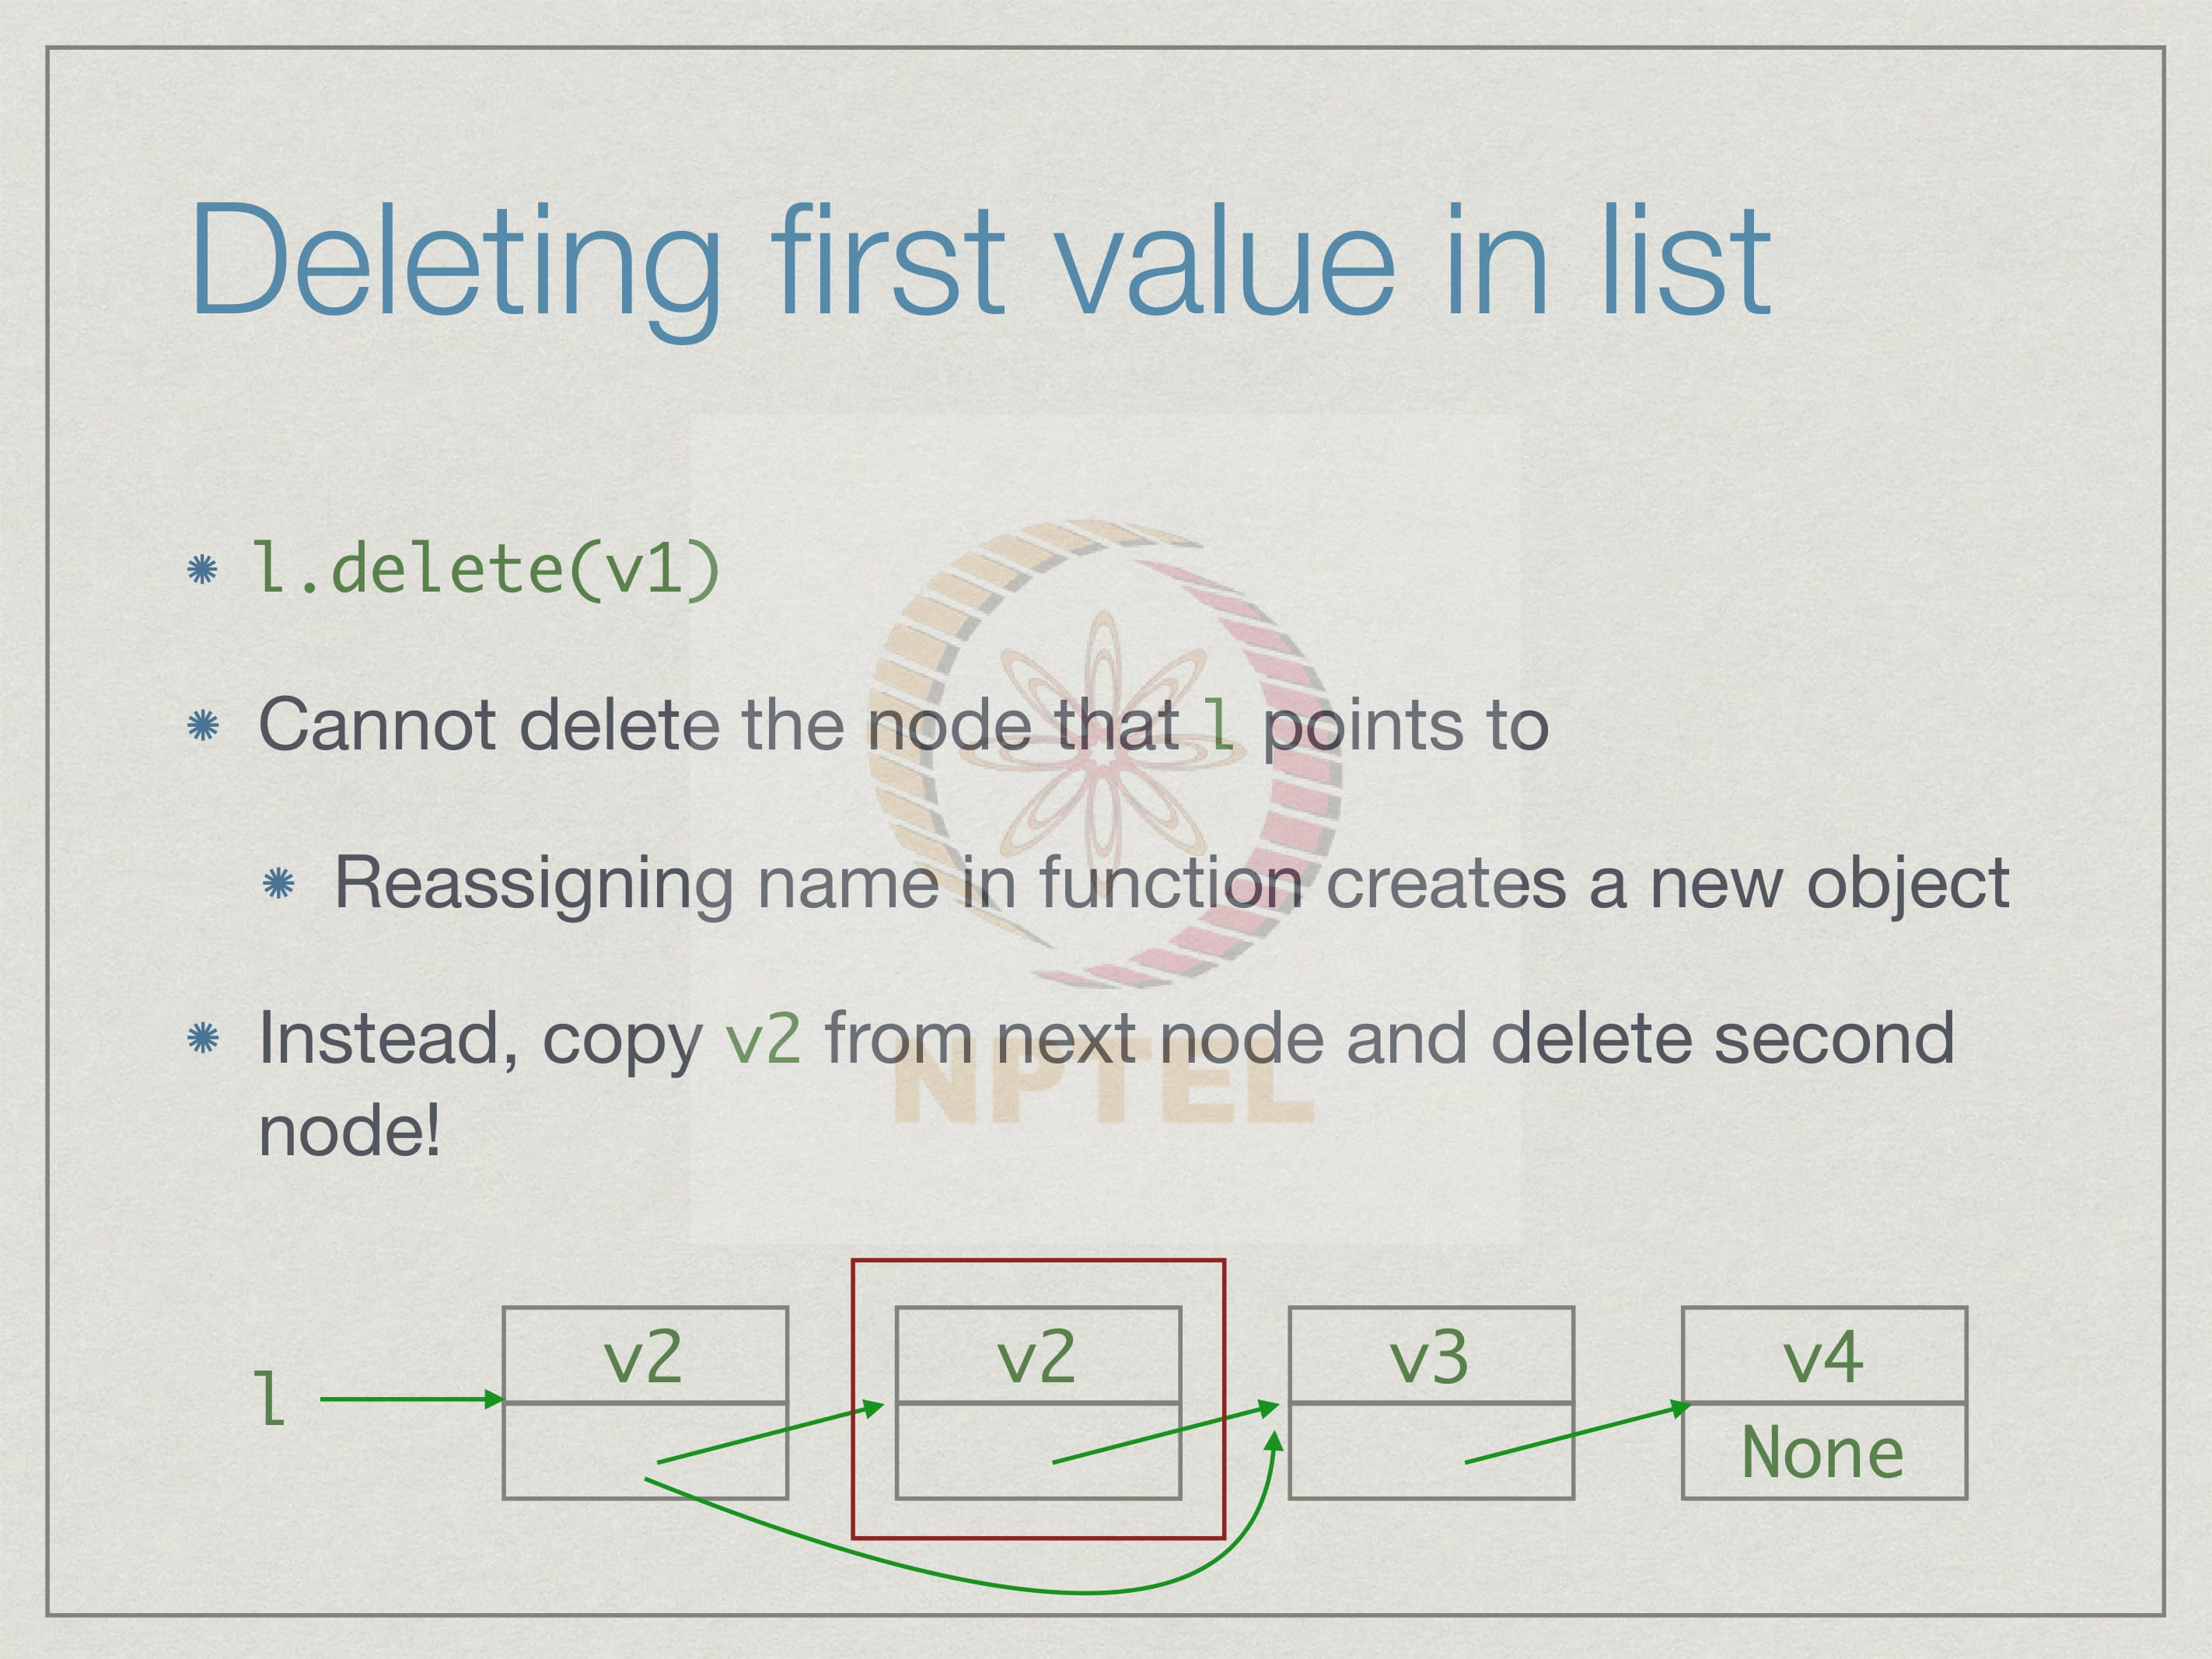 Deleting first value in list
l.delete(v1)
Cannot delete the node that l points to
Reassigning name in function creates a new object
Instead, copy v2 from next node and delete second
node!
NPTEL
l
v2
v2
v3
v4
None